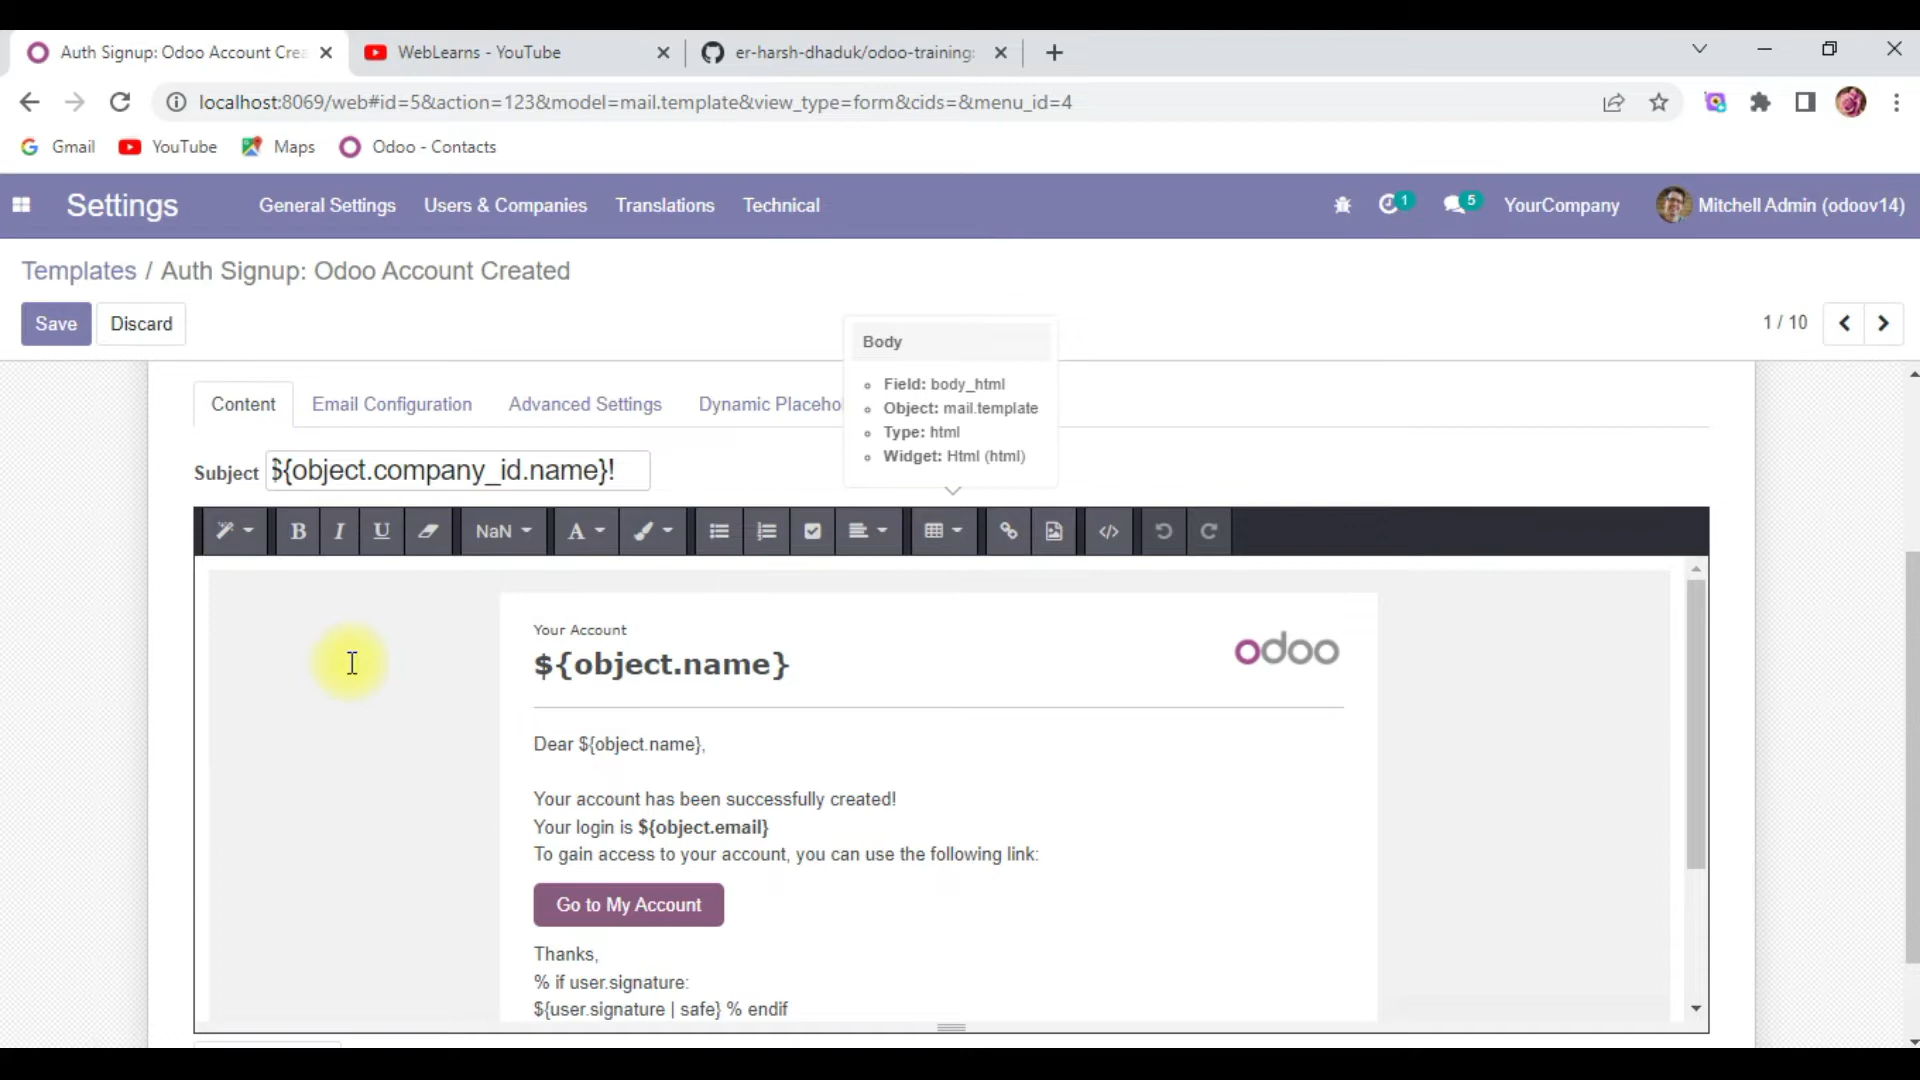 Auth Signup: Odoo Account Crea
WebLearns - YouTube
er-harsh-dhaduk/odoo-training:
localhost:8069/web#id=5&action=123&model=mail.template&view_type=form&cids=&menu_id=4
Gmail
YouTube
Maps
Odoo - Contacts
Settings
General Settings
Users & Companies
Translations
Technical
1
5
YourCompany
Mitchell Admin (odoov14)
Templates / Auth Signup: Odoo Account Created
Save
Discard
1 / 10
Body
Field: body_html
Object: mail.template
Type: html
Widget: Html (html)
Content
Email Configuration
Advanced Settings
Dynamic Placehol
Subject
${object.company_id.name}!
B
I
U
NaN
A
Your Account
${object.name}
odoo
Dear ${object.name},
Your account has been successfully created!
Your login is ${object.email}
To gain access to your account, you can use the following link:
Go to My Account
Thanks,
% if user.signature:
${user.signature | safe} % endif